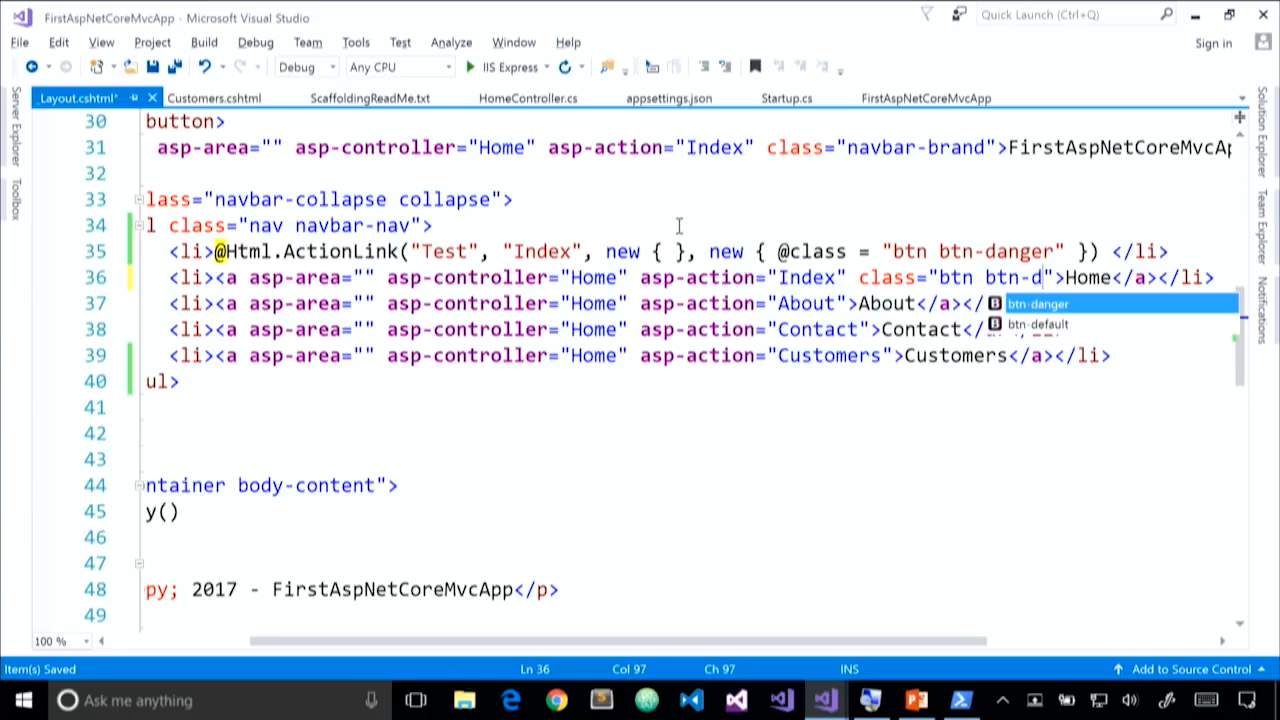 FirstAspNetCoreMvcApp - Microsoft Visual Studio
Quick Launch (Ctrl+Q)
File Edit View Project Build Debug Team Tools Test Analyze Window Help
Sign in
Debug Any CPU IIS Express
_Layout.cshtml* Customers.cshtml ScaffoldingReadMe.txt HomeController.cs appsettings.json Startup.cs FirstAspNetCoreMvcApp
Server Explorer
Toolbox
30 button>
31 asp-area="" asp-controller="Home" asp-action="Index" class="navbar-brand">FirstAspNetCoreMvcAp
32
33 lass="navbar-collapse collapse">
34 l class="nav navbar-nav">
35 <li>@Html.ActionLink("Test", "Index", new { }, new { @class = "btn btn-danger" }) </li>
36 <li><a asp-area="" asp-controller="Home" asp-action="Index" class="btn btn-d">Home</a></li>
37 <li><a asp-area="" asp-controller="Home" asp-action="About">About</a></
btn-danger
38 <li><a asp-area="" asp-controller="Home" asp-action="Contact">Contact</
btn-default
39 <li><a asp-area="" asp-controller="Home" asp-action="Customers">Customers</a></li>
40 ul>
41
42
43
44 ntainer body-content">
45 y()
46
47
48 py; 2017 - FirstAspNetCoreMvcApp</p>
49
Solution Explorer
Team Explorer
Notifications
100 %
Item(s) Saved Ln 36 Col 97 Ch 97 INS Add to Source Control
Ask me anything